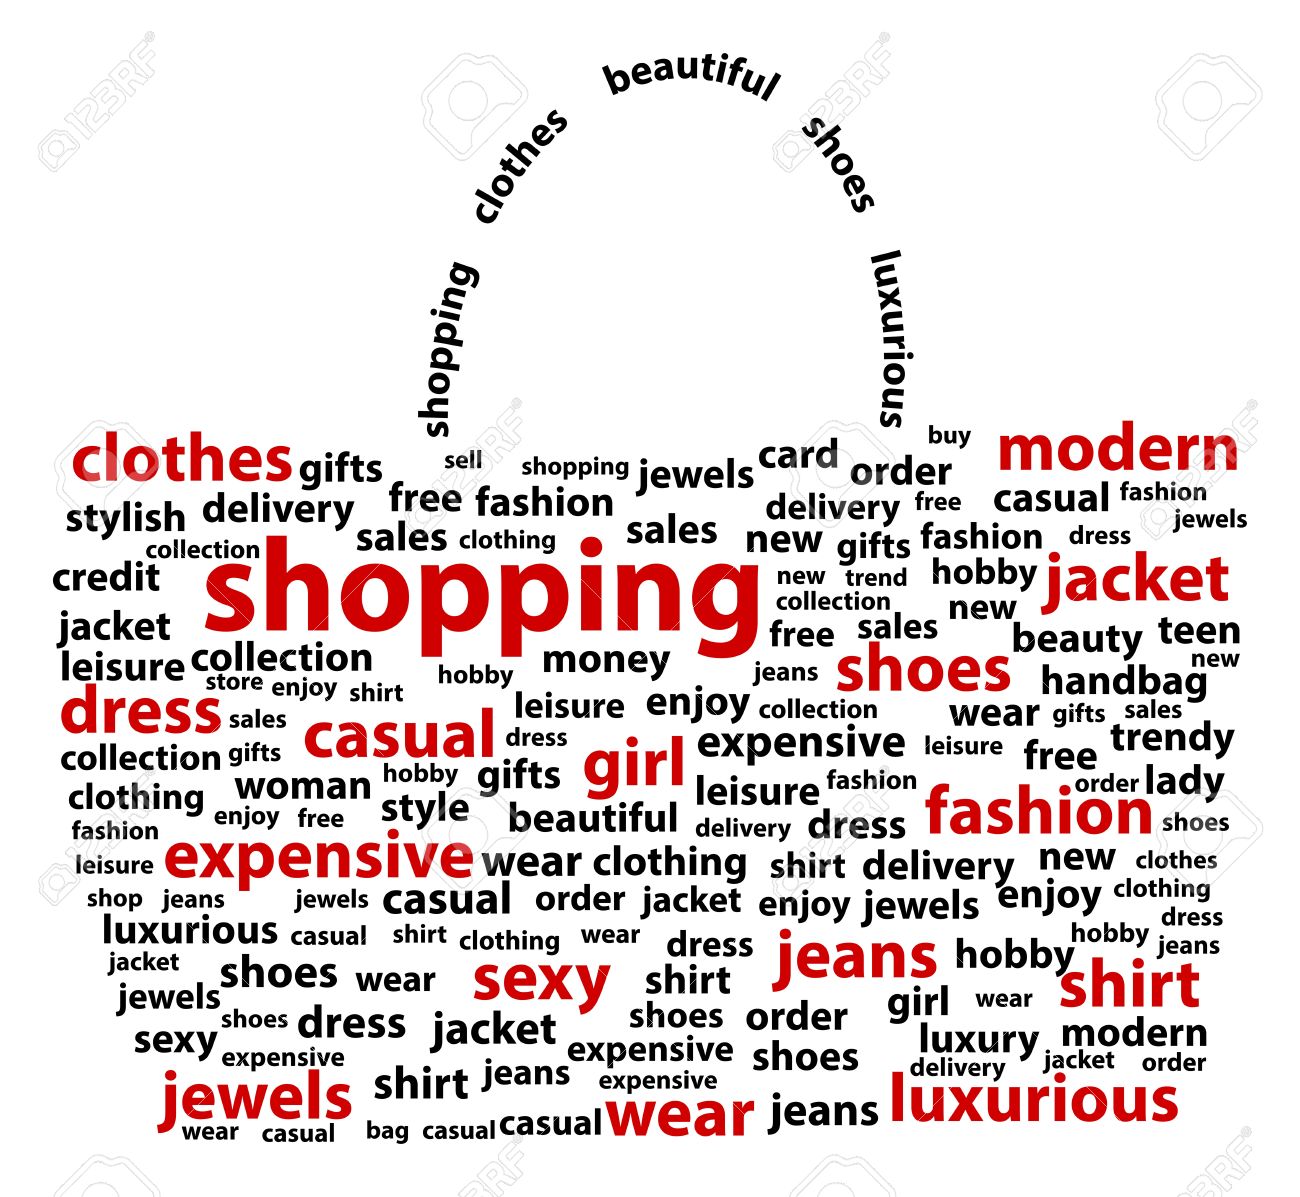 beautiful
clothes shoes
shopping luxurious
clothes gifts sell shopping jewels card order buy modern
stylish delivery free fashion sales delivery free casual fashion jewels
collection sales clothing new gifts fashion dress
credit shopping new trend hobby jacket
collection new
jacket free sales beauty teen
leisure collection hobby money jeans shoes handbag new
store enjoy shirt
dress sales leisure enjoy collection wear gifts sales
casual dress girl expensive leisure free trendy
collection gifts
woman hobby gifts leisure fashion order lady
clothing enjoy free style beautiful delivery dress fashion shoes
fashion
leisure expensive wear clothing shirt delivery new clothes
shop jeans jewels casual order jacket enjoy jewels enjoy clothing
luxurious casual shirt clothing wear dress jeans hobby hobby dress jeans
jacket shoes wear sexy shirt shirt
jewels girl wear
sexy shoes dress jacket shoes order luxury modern
expensive expensive shoes delivery jacket order
jewels shirt jeans expensive wear jeans luxurious
wear casual bag casual casual
123RF